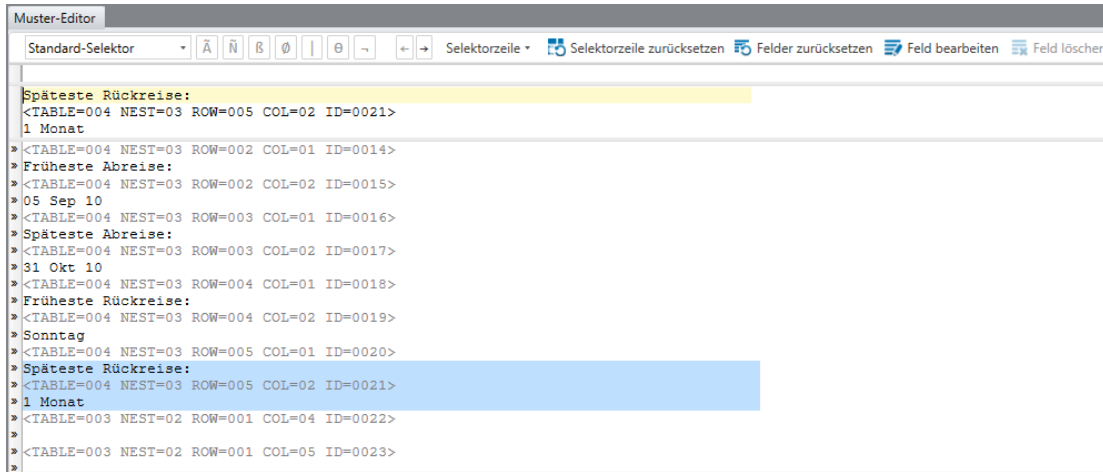 Muster-Editor
Standard-Selektor Ã Ñ ß Ø | θ ¬ ← → Selektorzeile Selektorzeile zurücksetzen Felder zurücksetzen Feld bearbeiten Feld löschen
Späteste Rückreise:
<TABLE=004 NEST=03 ROW=005 COL=02 ID=0021>
1 Monat
» <TABLE=004 NEST=03 ROW=002 COL=01 ID=0014>
» Früheste Abreise:
» <TABLE=004 NEST=03 ROW=002 COL=02 ID=0015>
» 05 Sep 10
» <TABLE=004 NEST=03 ROW=003 COL=01 ID=0016>
» Späteste Abreise:
» <TABLE=004 NEST=03 ROW=003 COL=02 ID=0017>
» 31 Okt 10
» <TABLE=004 NEST=03 ROW=004 COL=01 ID=0018>
» Früheste Rückreise:
» <TABLE=004 NEST=03 ROW=004 COL=02 ID=0019>
» Sonntag
» <TABLE=004 NEST=03 ROW=005 COL=01 ID=0020>
» Späteste Rückreise:
» <TABLE=004 NEST=03 ROW=005 COL=02 ID=0021>
» 1 Monat
» <TABLE=003 NEST=02 ROW=001 COL=04 ID=0022>
»
» <TABLE=003 NEST=02 ROW=001 COL=05 ID=0023>
»